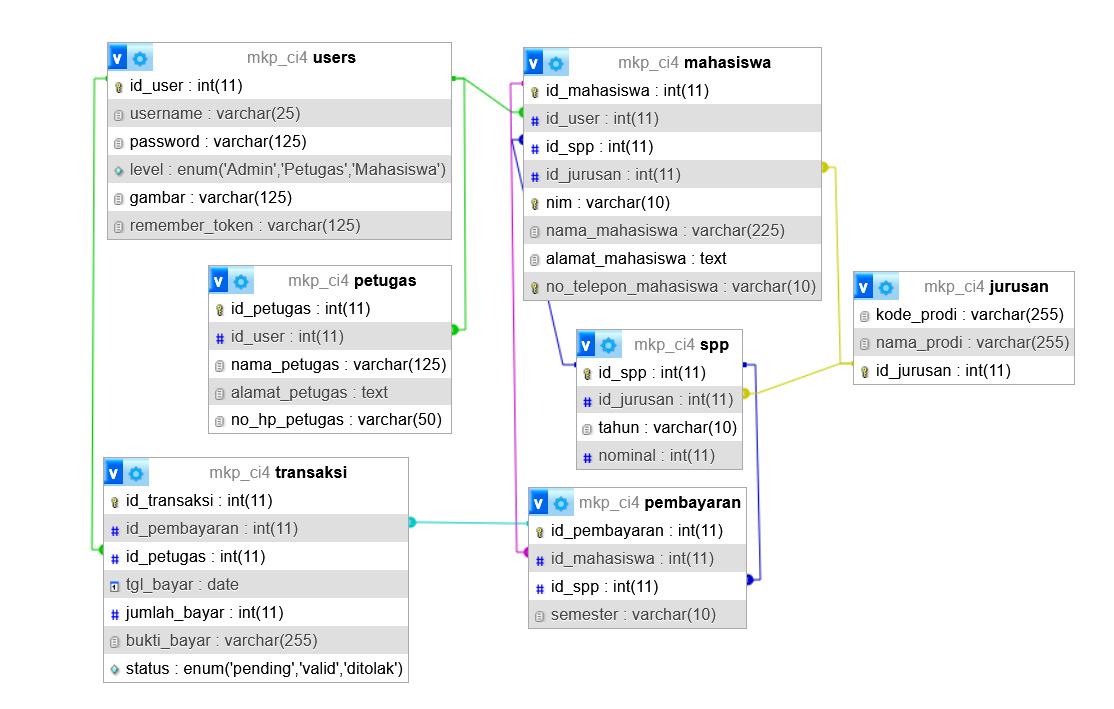 mkp_ci4 users
id_user : int(11)
username : varchar(25)
password : varchar(125)
level : enum('Admin','Petugas','Mahasiswa')
gambar : varchar(125)
remember_token : varchar(125)
mkp_ci4 mahasiswa
id_mahasiswa : int(11)
id_user : int(11)
id_spp : int(11)
id_jurusan : int(11)
nim : varchar(10)
nama_mahasiswa : varchar(225)
alamat_mahasiswa : text
no_telepon_mahasiswa : varchar(10)
mkp_ci4 petugas
id_petugas : int(11)
id_user : int(11)
nama_petugas : varchar(125)
alamat_petugas : text
no_hp_petugas : varchar(50)
mkp_ci4 jurusan
kode_prodi : varchar(255)
nama_prodi : varchar(255)
id_jurusan : int(11)
mkp_ci4 spp
id_spp : int(11)
id_jurusan : int(11)
tahun : varchar(10)
nominal : int(11)
mkp_ci4 transaksi
id_transaksi : int(11)
id_pembayaran : int(11)
id_petugas : int(11)
tgl_bayar : date
jumlah_bayar : int(11)
bukti_bayar : varchar(255)
status : enum('pending','valid','ditolak')
mkp_ci4 pembayaran
id_pembayaran : int(11)
id_mahasiswa : int(11)
id_spp : int(11)
semester : varchar(10)